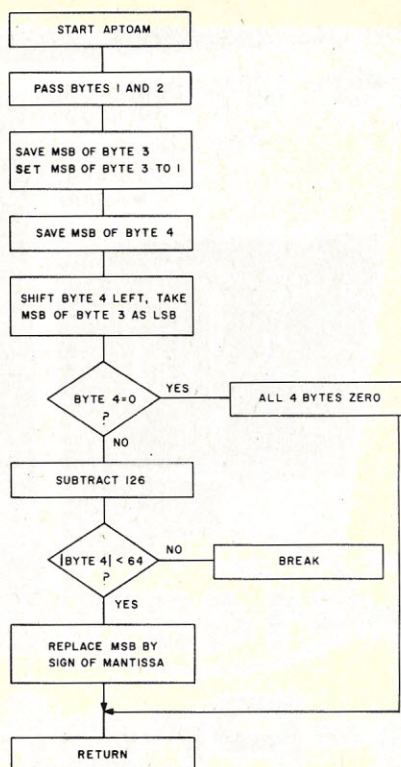 START APTOAM
PASS BYTES 1 AND 2
SAVE MSB OF BYTE 3
SET MSB OF BYTE 3 TO 1
SAVE MSB OF BYTE 4
SHIFT BYTE 4 LEFT, TAKE
MSB OF BYTE 3 AS LSB
BYTE 4=0
?
YES
ALL 4 BYTES ZERO
NO
SUBTRACT 126
|BYTE 4| < 64
?
NO
BREAK
YES
REPLACE MSB BY
SIGN OF MANTISSA
RETURN